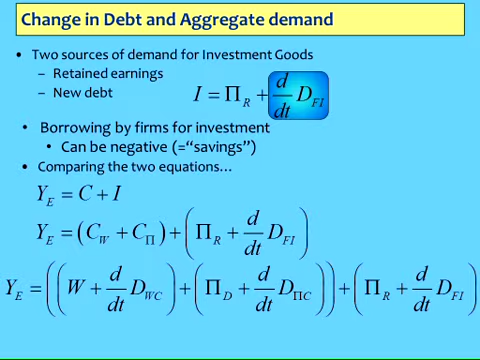 Change in Debt and Aggregate demand
• Two sources of demand for Investment Goods
– Retained earnings
– New debt
I = Π_R + d/dt D_FI
• Borrowing by firms for investment
• Can be negative (=“savings”)
• Comparing the two equations…
Y_E = C + I
Y_E = (C_W + C_Π) + (Π_R + d/dt D_FI)
Y_E = ((W + d/dt D_WC) + (Π_D + d/dt D_ΠC)) + (Π_R + d/dt D_FI)